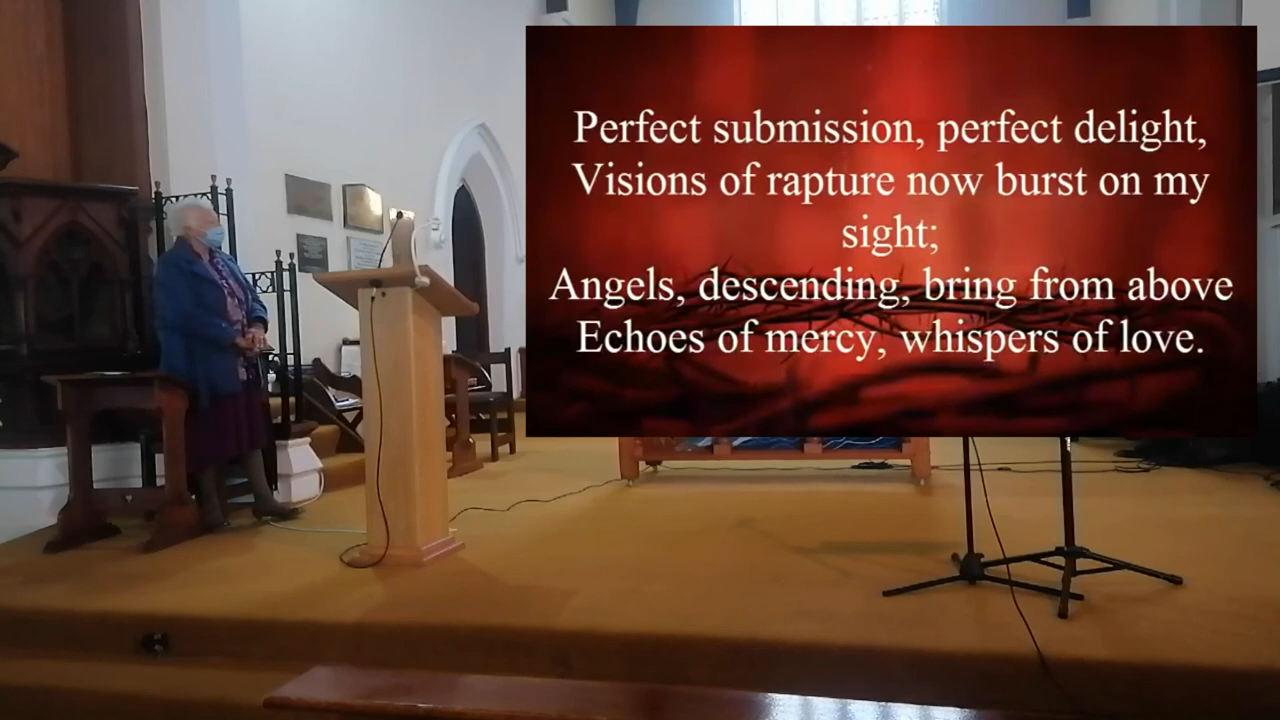 Perfect submission, perfect delight,
Visions of rapture now burst on my
sight;
Angels, descending, bring from above
Echoes of mercy, whispers of love.